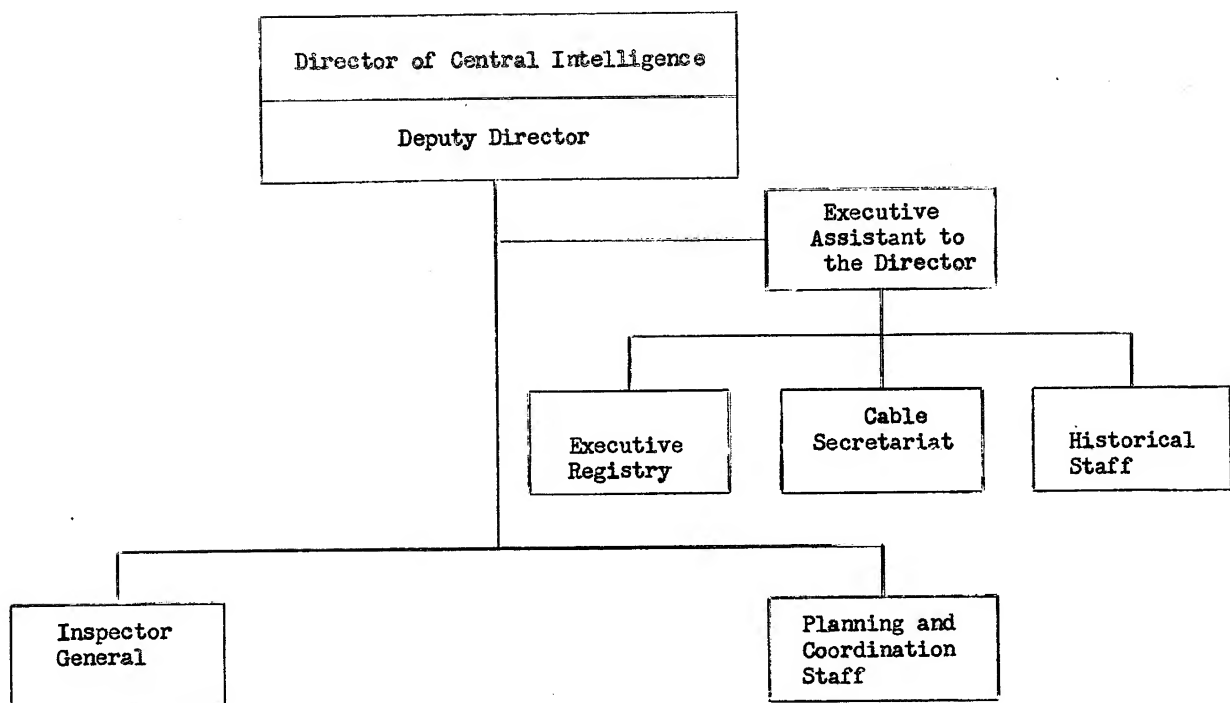 Director of Central Intelligence
Deputy Director
Executive
Assistant to
the Director
Executive
Registry
Cable
Secretariat
Historical
Staff
Inspector
General
Planning and
Coordination
Staff